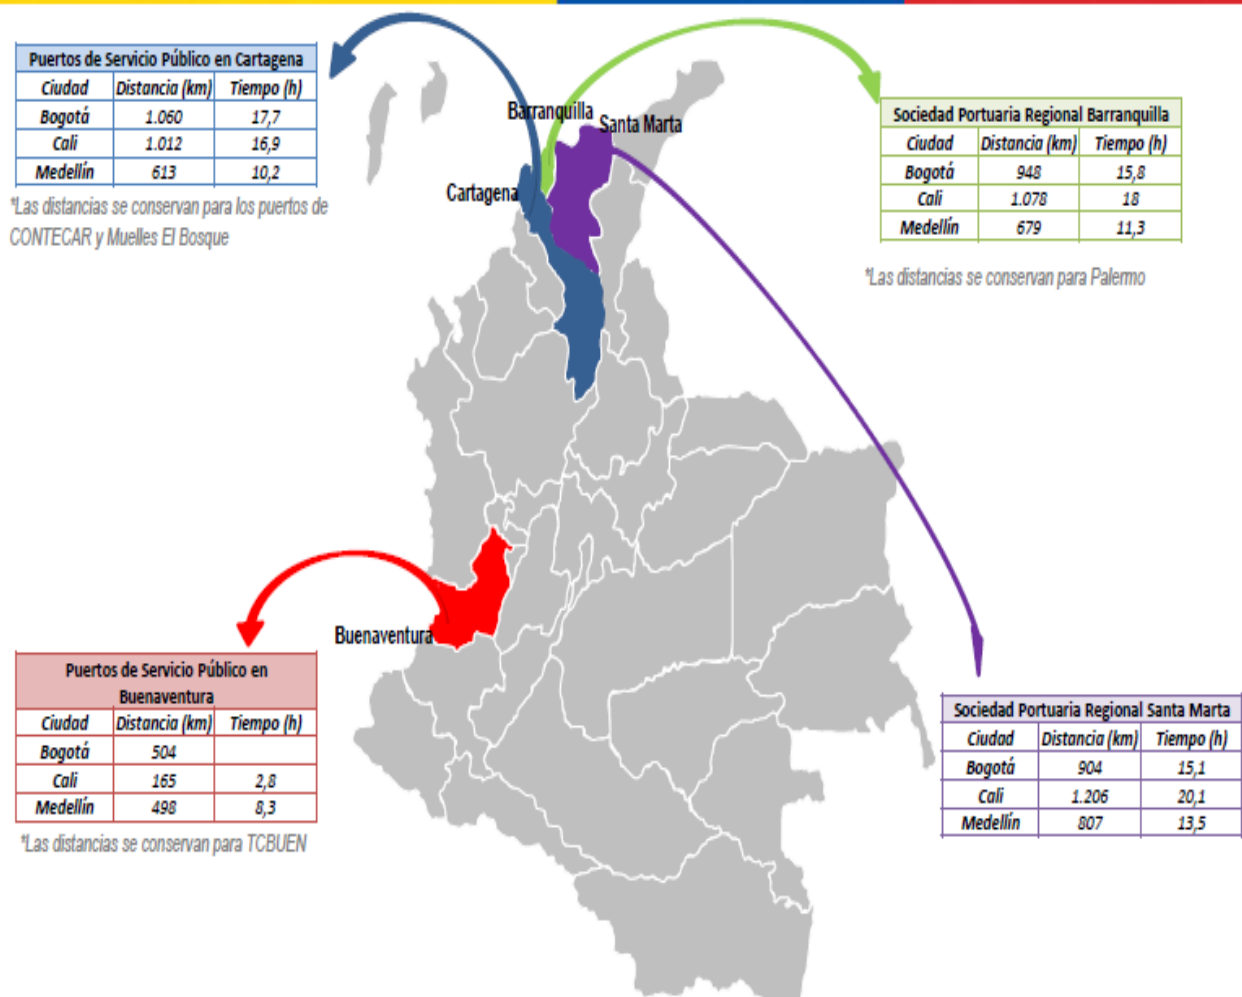 Puertos de Servicio Público en Cartagena
Ciudad Distancia (km) Tiempo (h)
Bogotá 1.060 17,7
Cali 1.012 16,9
Medellín 613 10,2
*Las distancias se conservan para los puertos de
CONTECAR y Muelles El Bosque
Barranquilla
Santa Marta
Cartagena
Sociedad Portuaria Regional Barranquilla
Ciudad Distancia (km) Tiempo (h)
Bogotá 948 15,8
Cali 1.078 18
Medellín 679 11,3
*Las distancias se conservan para Palermo
Buenaventura
Puertos de Servicio Público en
Buenaventura
Ciudad Distancia (km) Tiempo (h)
Bogotá 504
Cali 165 2,8
Medellín 498 8,3
*Las distancias se conservan para TCBUEN
Sociedad Portuaria Regional Santa Marta
Ciudad Distancia (km) Tiempo (h)
Bogotá 904 15,1
Cali 1.206 20,1
Medellín 807 13,5